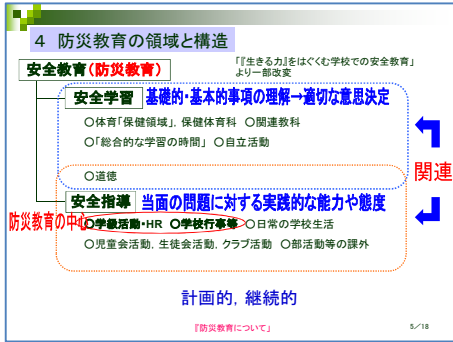 4 防災教育の領域と構造
「『生きる力』をはぐくむ学校での安全教育」
より一部改変
安全教育(防災教育)
安全学習 基礎的・基本的事項の理解→適切な意思決定
○体育「保健領域」, 保健体育科 ○関連教科
○「総合的な学習の時間」 ○自立活動
○道徳
関連
安全指導 当面の問題に対する実践的な能力や態度
防災教育の中心
○学級活動・HR ○学校行事等 ○日常の学校生活
○児童会活動, 生徒会活動, クラブ活動 ○部活動等の課外
計画的, 継続的
『防災教育について」
5/18